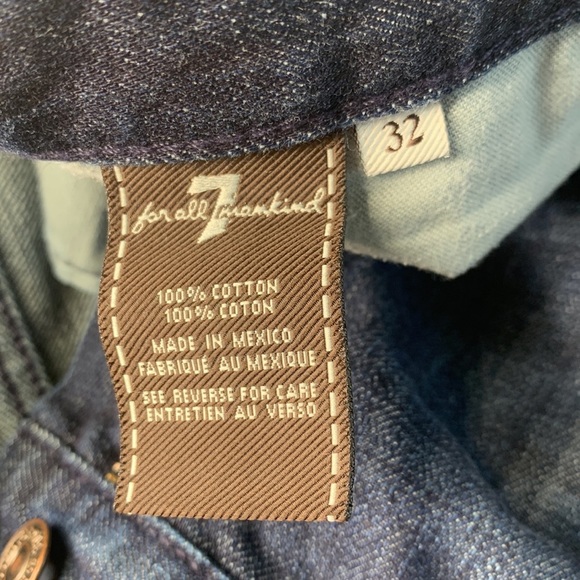 32
for all 7 mankind
100% COTTON
100% COTON
MADE IN MEXICO
FABRIQUÉ AU MEXIQUE
SEE REVERSE FOR CARE
ENTRETIEN AU VERSO